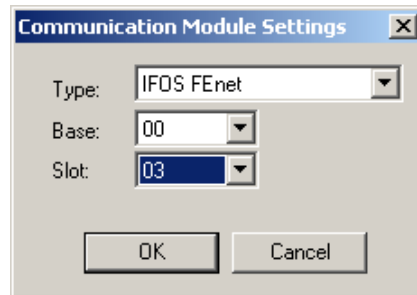 Communication Module Settings
Type: IFOS FEnet
Base: 00
Slot: 03
OK Cancel